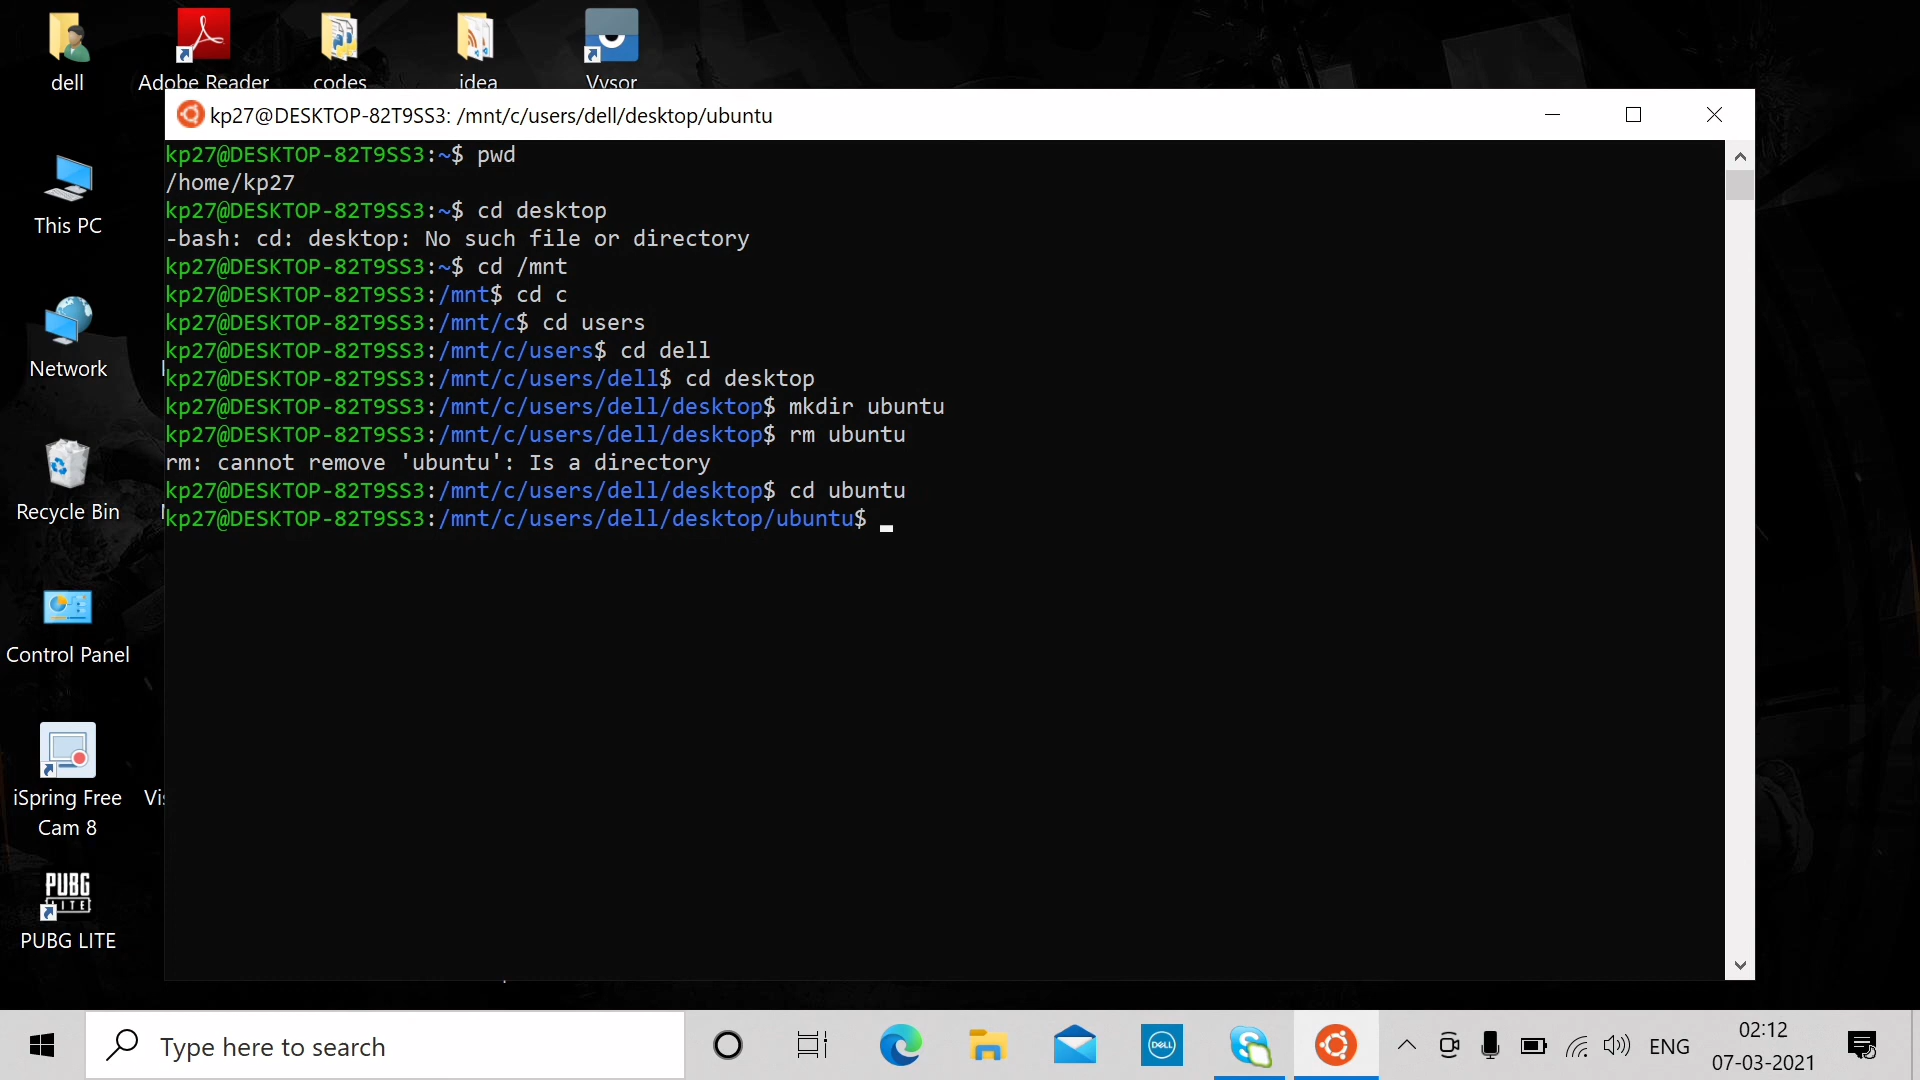 dell
Adobe Reader
codes
idea
Vysor
kp27@DESKTOP-82T9SS3: /mnt/c/users/dell/desktop/ubuntu
kp27@DESKTOP-82T9SS3:~$ pwd
/home/kp27
kp27@DESKTOP-82T9SS3:~$ cd desktop
-bash: cd: desktop: No such file or directory
kp27@DESKTOP-82T9SS3:~$ cd /mnt
kp27@DESKTOP-82T9SS3:/mnt$ cd c
kp27@DESKTOP-82T9SS3:/mnt/c$ cd users
kp27@DESKTOP-82T9SS3:/mnt/c/users$ cd dell
kp27@DESKTOP-82T9SS3:/mnt/c/users/dell$ cd desktop
kp27@DESKTOP-82T9SS3:/mnt/c/users/dell/desktop$ mkdir ubuntu
kp27@DESKTOP-82T9SS3:/mnt/c/users/dell/desktop$ rm ubuntu
rm: cannot remove 'ubuntu': Is a directory
kp27@DESKTOP-82T9SS3:/mnt/c/users/dell/desktop$ cd ubuntu
kp27@DESKTOP-82T9SS3:/mnt/c/users/dell/desktop/ubuntu$
This PC
Network
Recycle Bin
Control Panel
iSpring Free
Cam 8
PUBG
LITE
PUBG LITE
Type here to search
DELL
ENG
02:12
07-03-2021